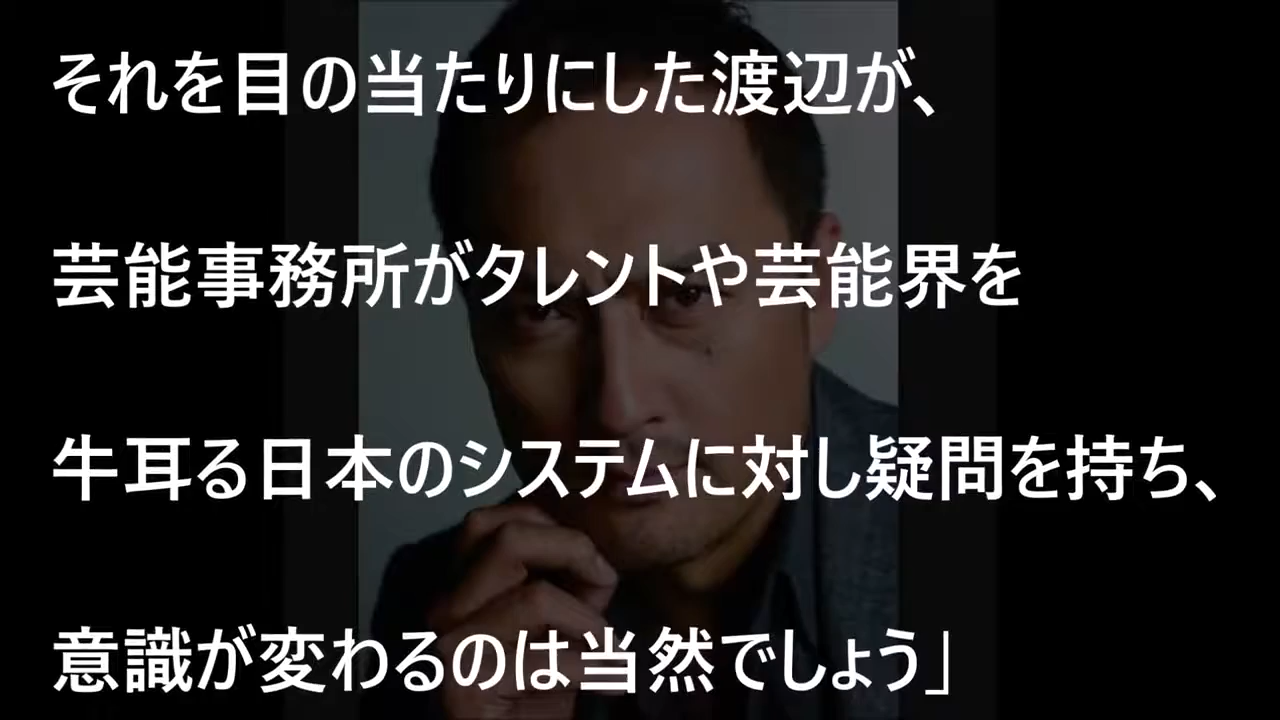 それを目の当たりにした渡辺が、
芸能事務所がタレントや芸能界を
牛耳る日本のシステムに対し疑問を持ち、
意識が変わるのは当然でしょう」